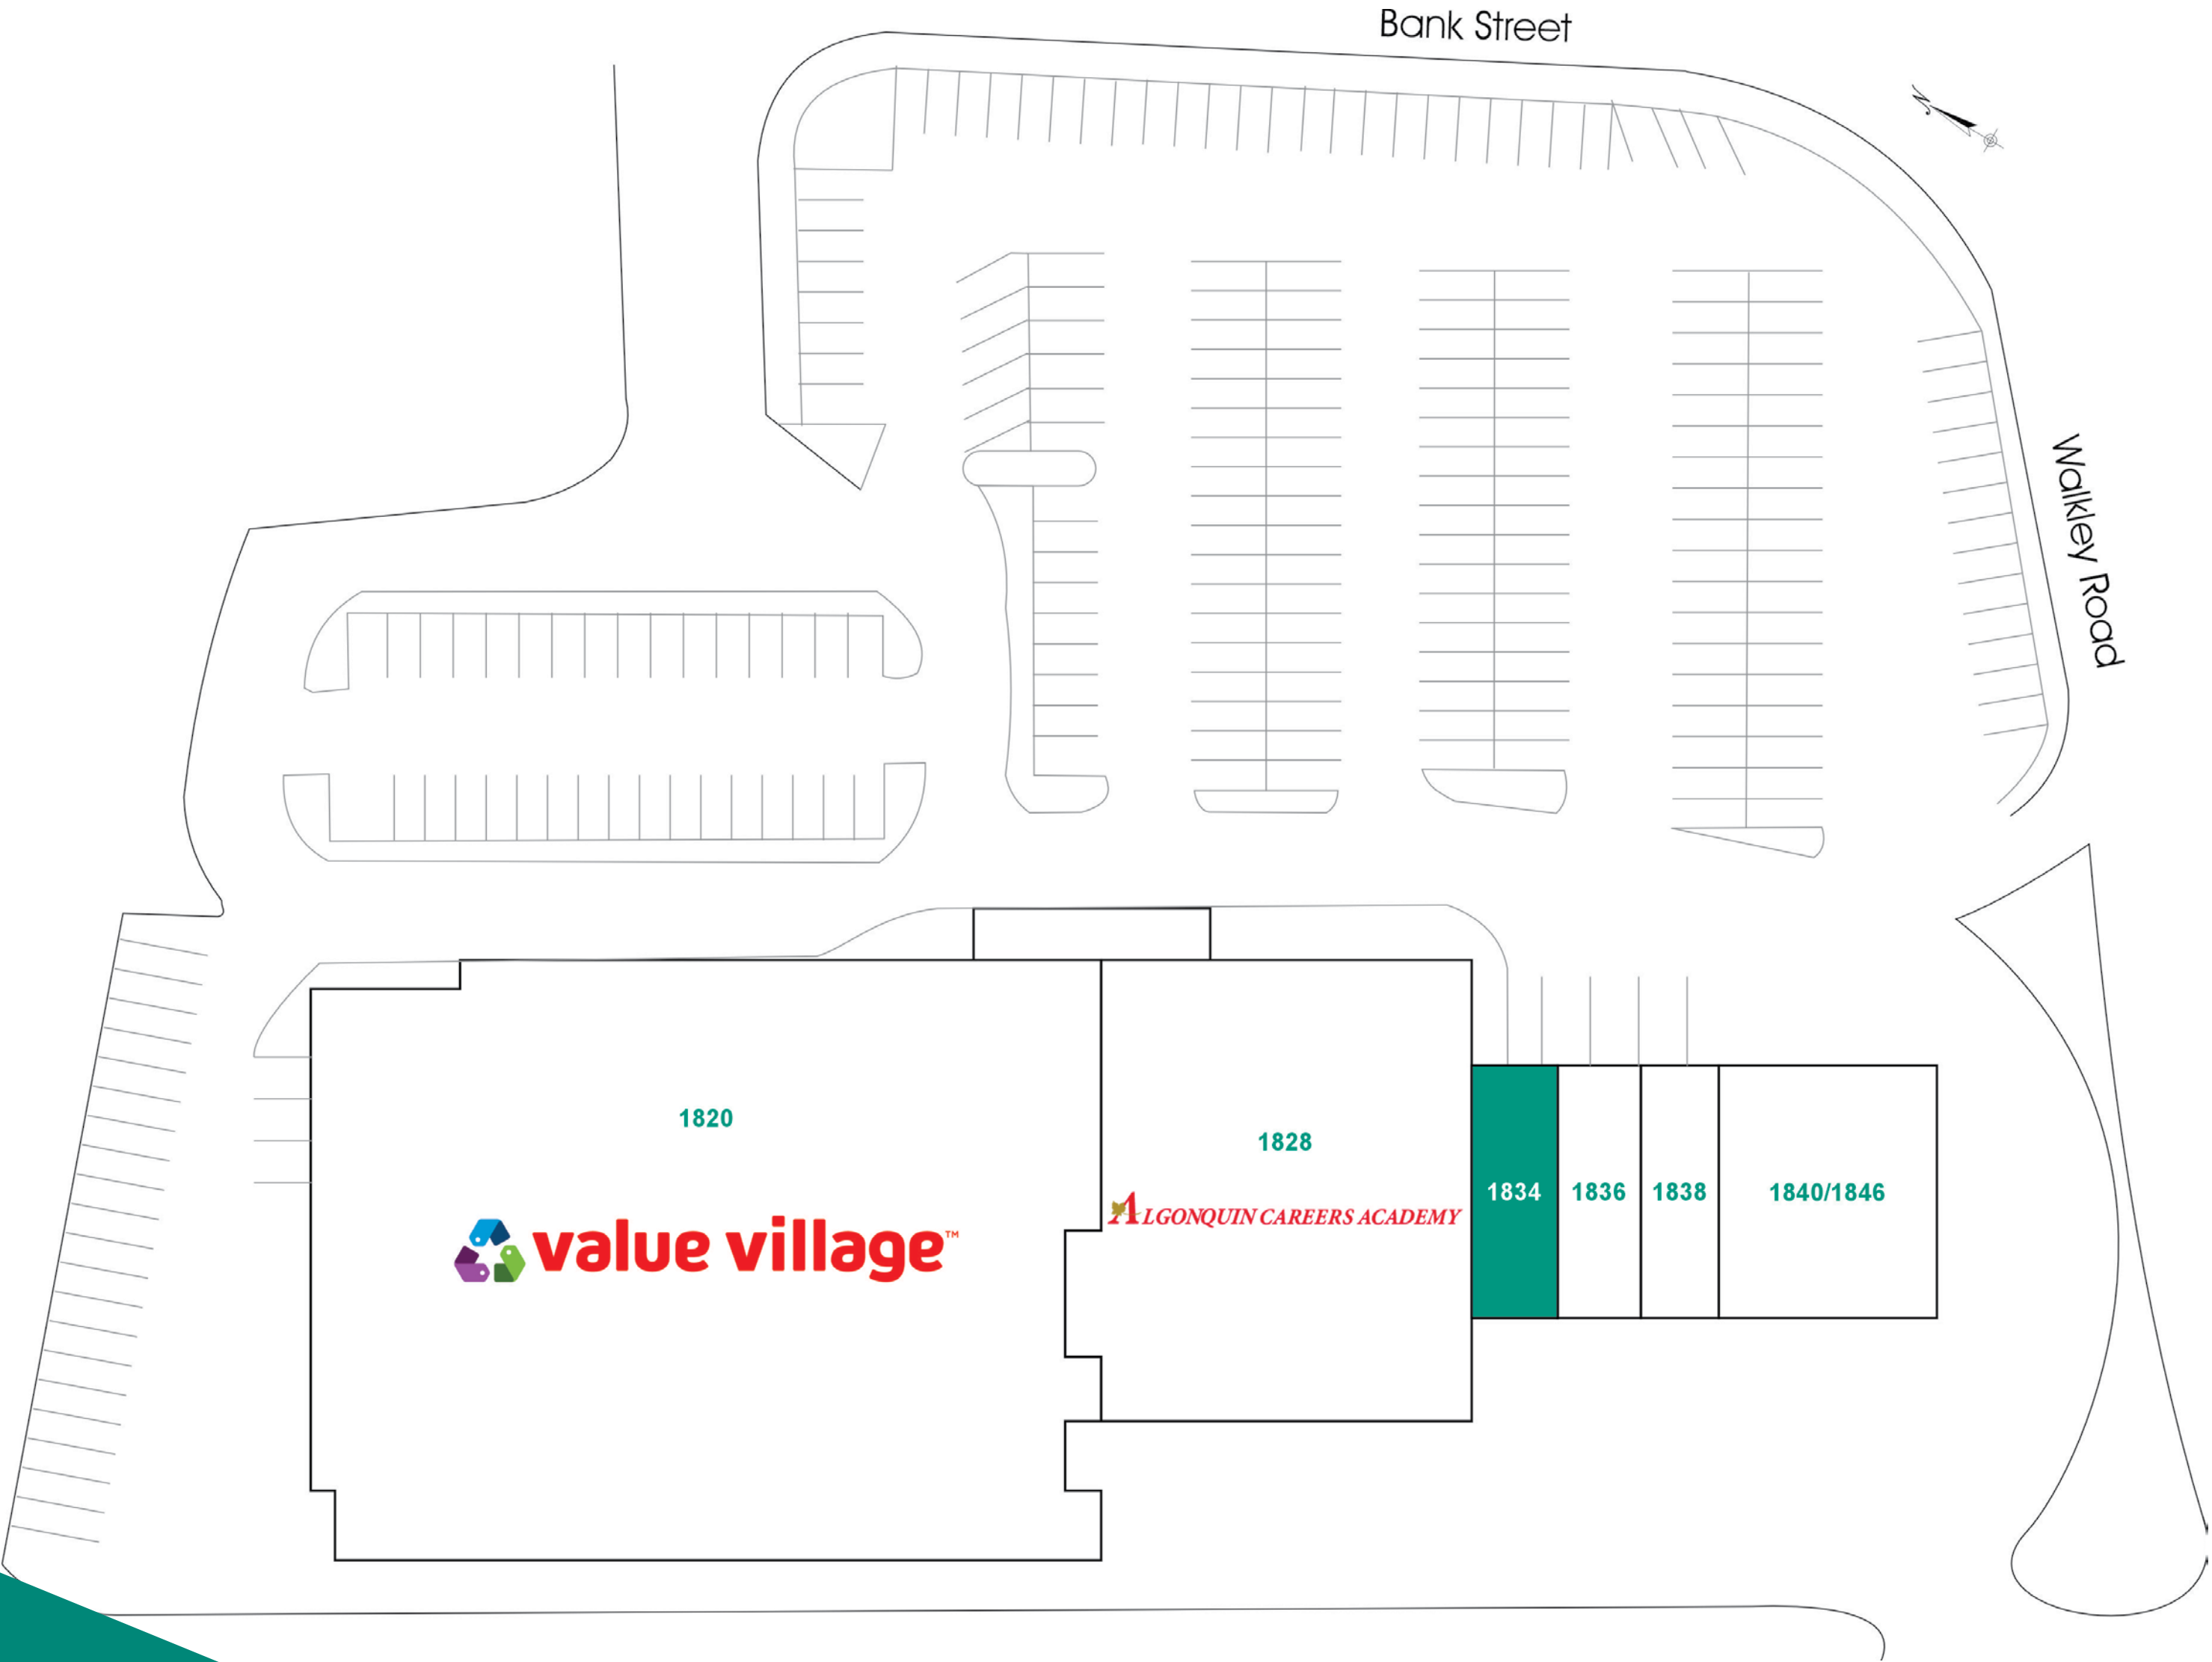 Bank Street
N
Walkley Road
1820
value village™
1828
ALGONQUIN CAREERS ACADEMY
1834
1836
1838
1840/1846